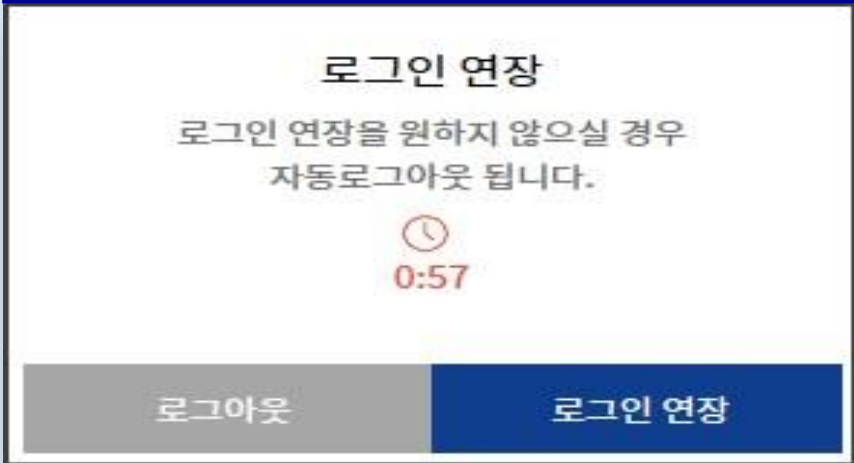 로그인 연장
로그인 연장을 원하지 않으실 경우
자동로그아웃 됩니다.
0:57
로그아웃
로그인 연장